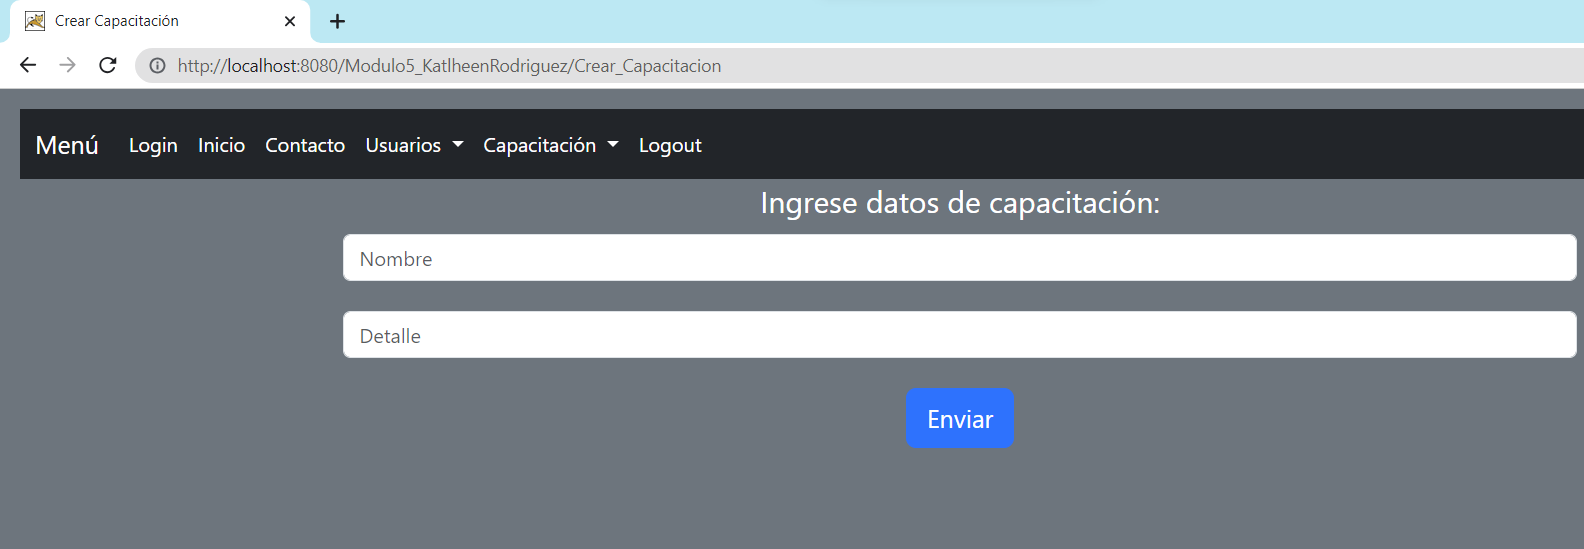 Crear Capacitación
http://localhost:8080/Modulo5_KatlheenRodriguez/Crear_Capacitacion
Menú Login Inicio Contacto Usuarios Capacitación Logout
Ingrese datos de capacitación:
Nombre
Detalle
Enviar